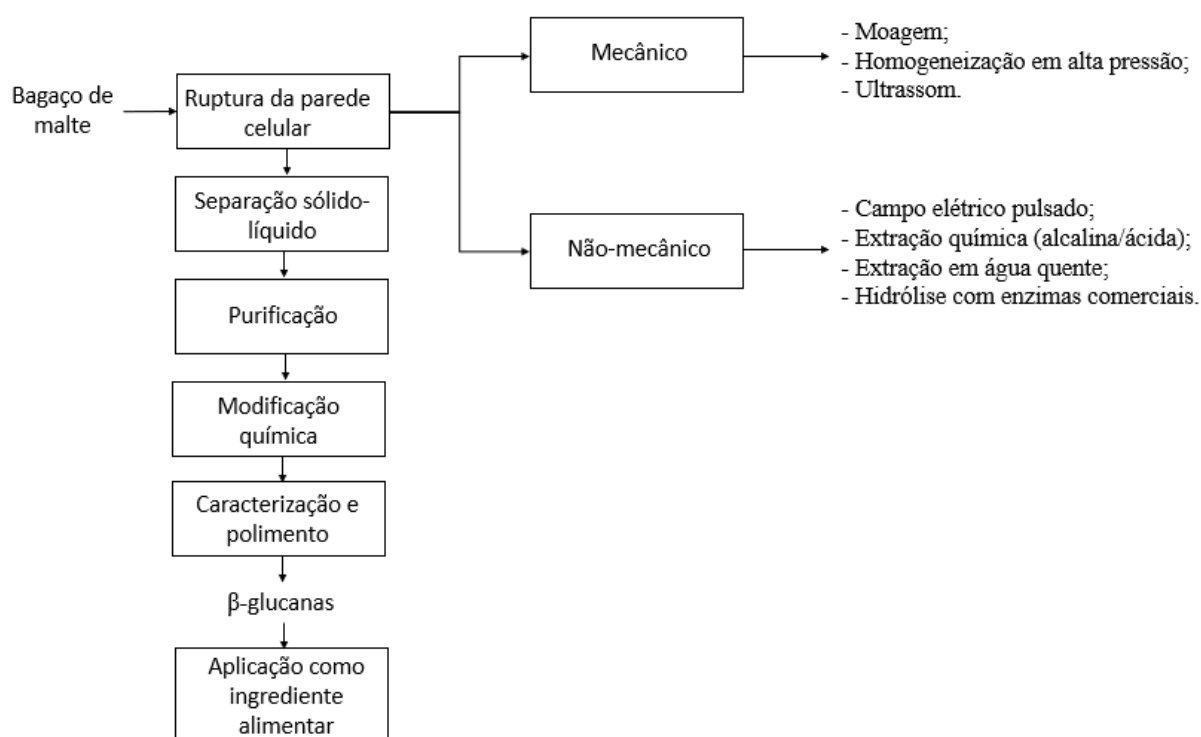 Bagaço de
malte
Ruptura da parede
celular
Mecânico
- Moagem;
- Homogeneização em alta pressão;
- Ultrassom.
Não-mecânico
- Campo elétrico pulsado;
- Extração química (alcalina/ácida);
- Extração em água quente;
- Hidrólise com enzimas comerciais.
Separação sólido-
líquido
Purificação
Modificação
química
Caracterização e
polimento
β-glucanas
Aplicação como
ingrediente
alimentar